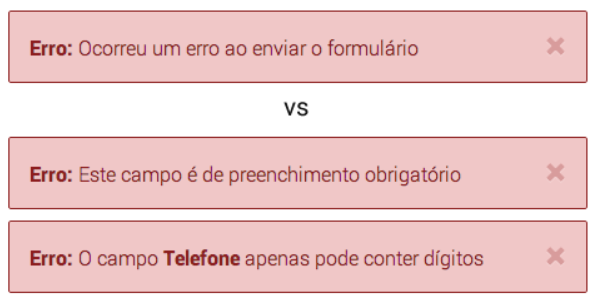 Erro: Ocorreu um erro ao enviar o formulário
vs
Erro: Este campo é de preenchimento obrigatório
Erro: O campo Telefone apenas pode conter dígitos